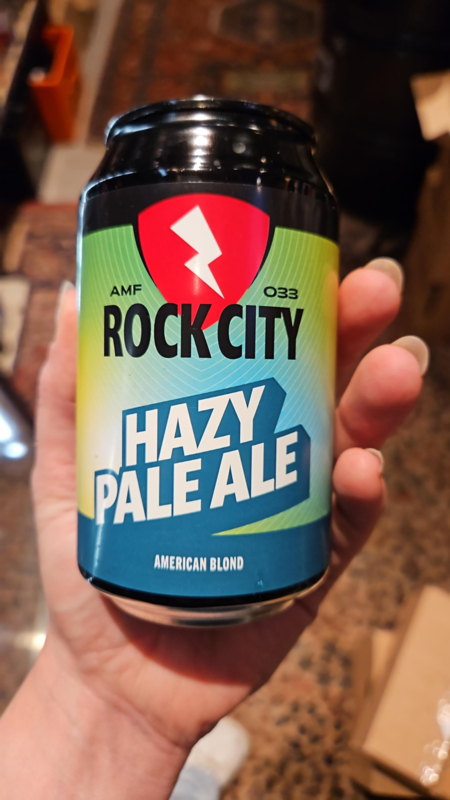 AMF 033
ROCK CITY
HAZY
PALE ALE
AMERICAN BLOND